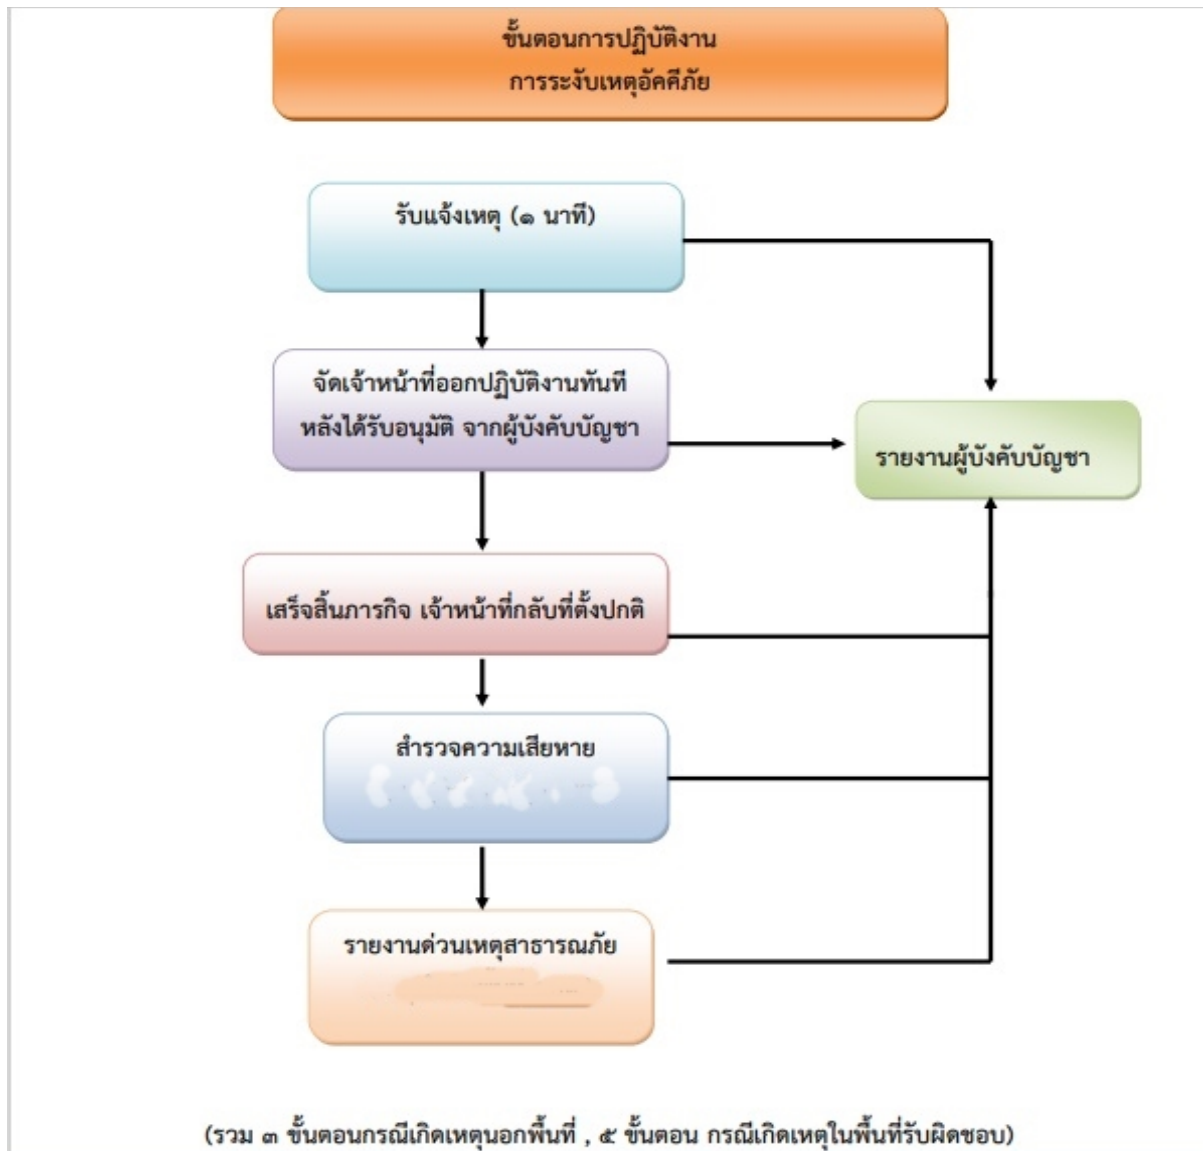 ขั้นตอนการปฏิบัติงาน
การระงับเหตุอัคคีภัย
รับแจ้งเหตุ (๑ นาที)
จัดเจ้าหน้าที่ออกปฏิบัติงานทันที
หลังได้รับอนุมัติ จากผู้บังคับบัญชา
รายงานผู้บังคับบัญชา
เสร็จสิ้นภารกิจ เจ้าหน้าที่กลับที่ตั้งปกติ
สำรวจความเสียหาย
รายงานด่วนเหตุสาธารณภัย
(รวม ๓ ขั้นตอนกรณีเกิดเหตุนอกพื้นที่ , ๕ ขั้นตอน กรณีเกิดเหตุในพื้นที่รับผิดชอบ)